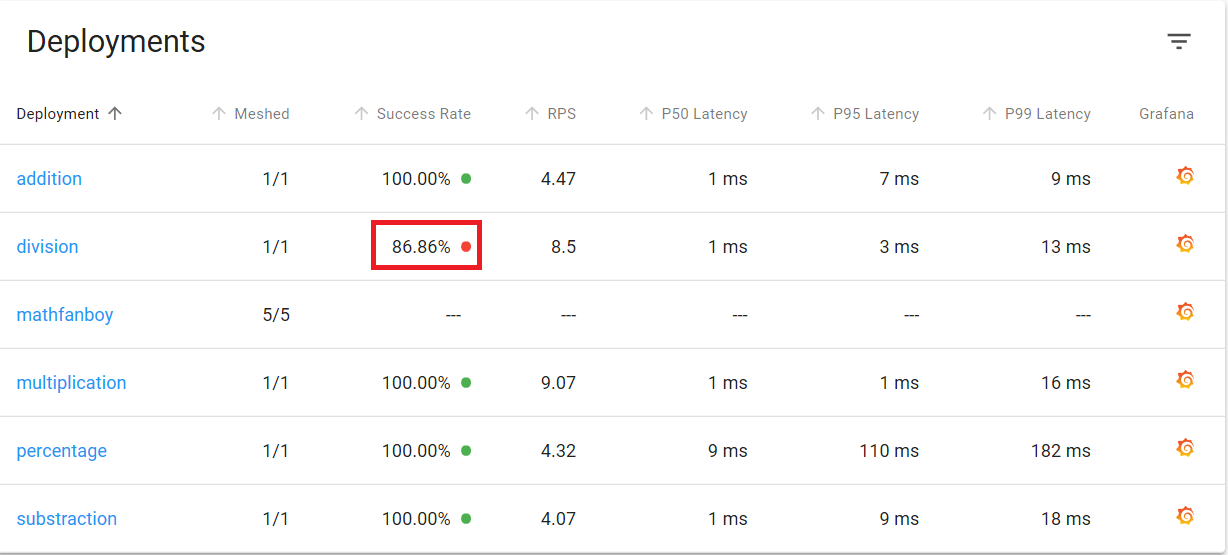 Deployments
Deployment Meshed Success Rate RPS P50 Latency P95 Latency P99 Latency Grafana
addition 1/1 100.00% 4.47 1 ms 7 ms 9 ms
division 1/1 86.86% 8.5 1 ms 3 ms 13 ms
mathfanboy 5/5 --- --- --- --- ---
multiplication 1/1 100.00% 9.07 1 ms 1 ms 16 ms
percentage 1/1 100.00% 4.32 9 ms 110 ms 182 ms
substraction 1/1 100.00% 4.07 1 ms 9 ms 18 ms